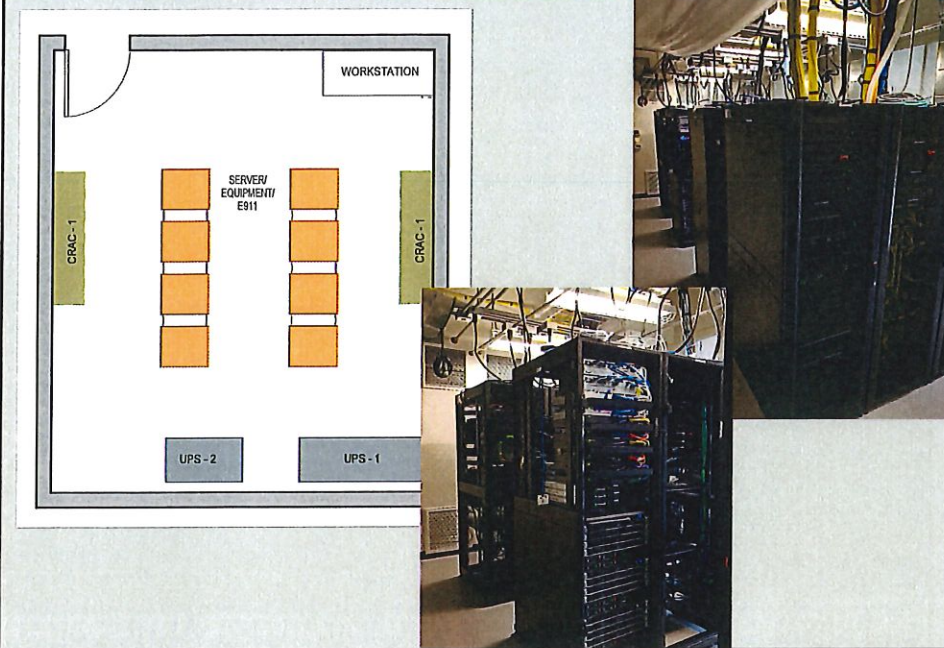 WORKSTATION
SERVER/
EQUIPMENT/
E911
CRAC - 1
CRAC - 1
UPS - 2
UPS - 1